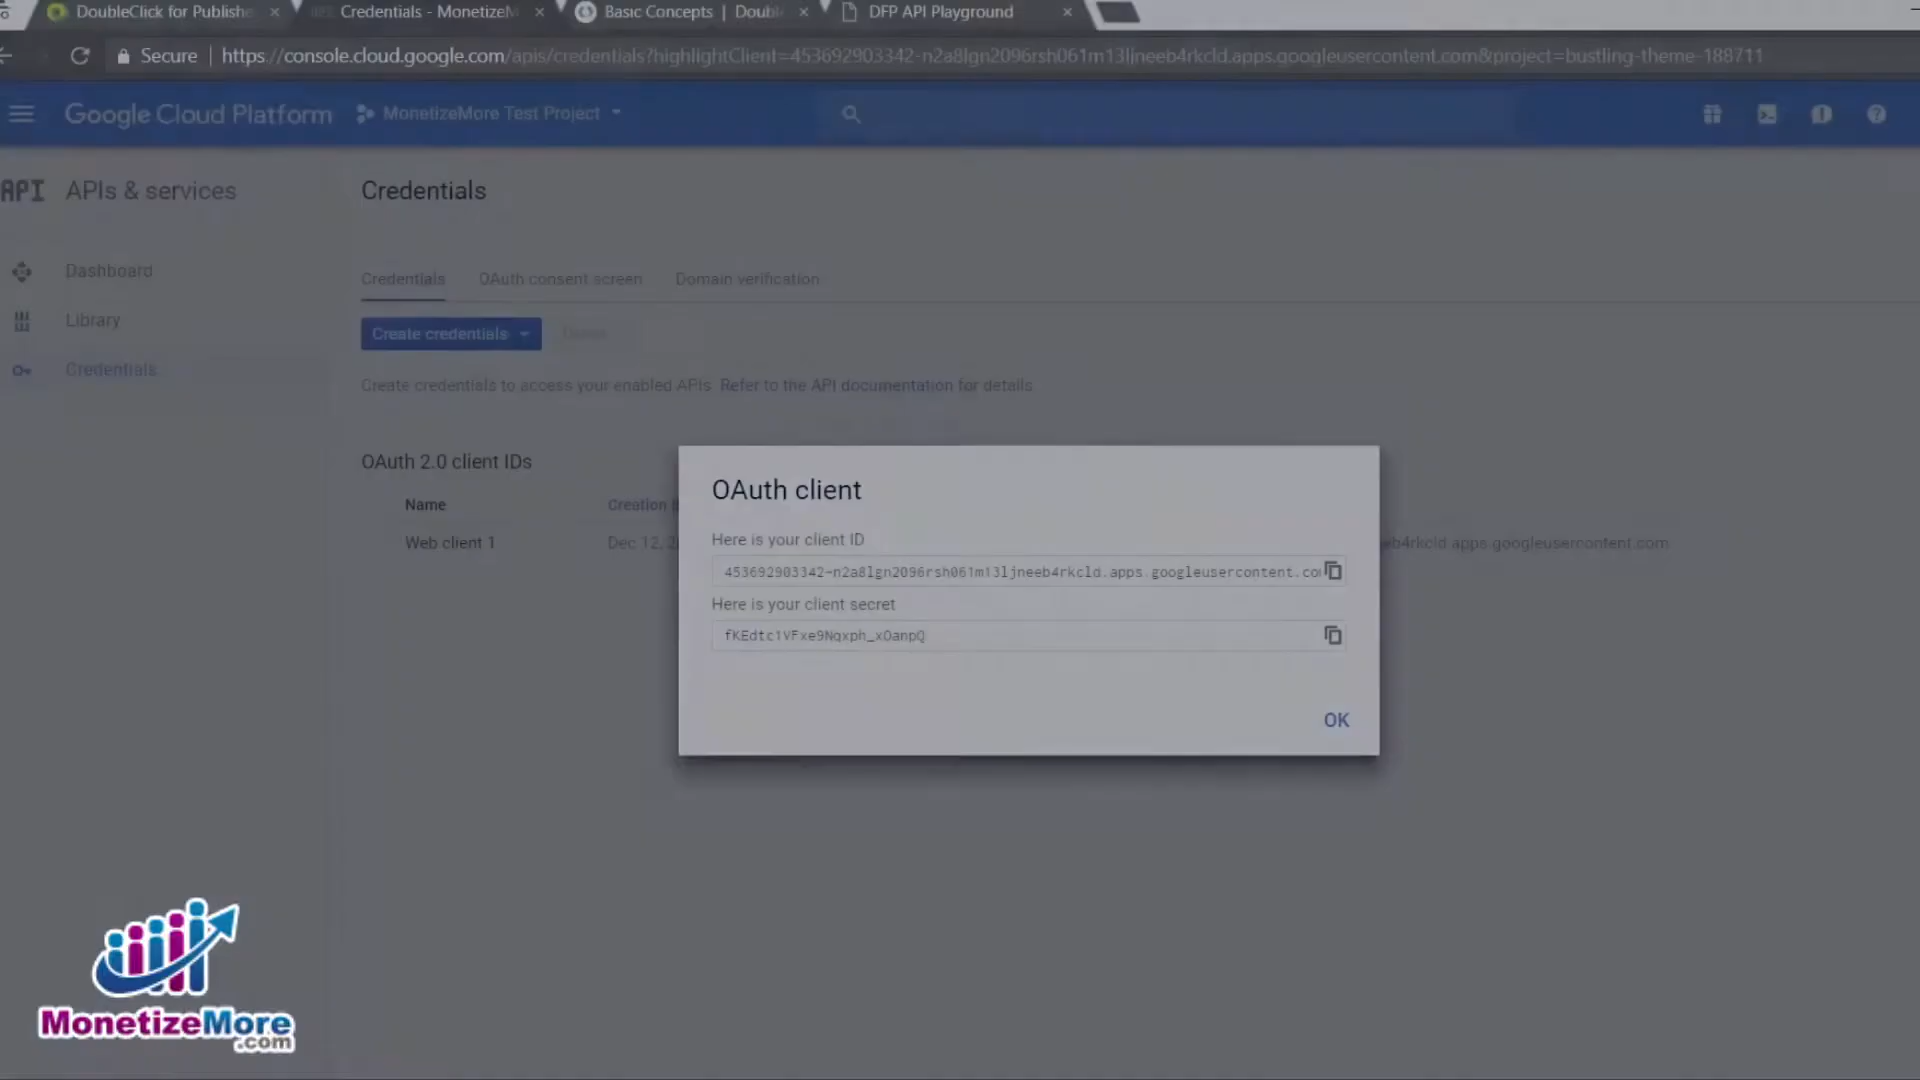 DoubleClick for Publishe
Credentials - MonetizeM
Basic Concepts | Doubl
DFP API Playground
Secure
https://console.cloud.google.com/apis/credentials?highlightClient=453692903342-n2a8lgn2096rsh061m13ljneeb4rkcld.apps.googleusercontent.com&project=bustling-theme-188711
Google Cloud Platform
MonetizeMore Test Project
API
APIs & services
Credentials
Dashboard
Library
Credentials
Credentials
OAuth consent screen
Domain verification
Create credentials
Create credentials to access your enabled APIs. Refer to the API documentation for details.
OAuth 2.0 client IDs
Name
Creation
Web client 1
Dec 12, 2
eb4rkcld.apps.googleusercontent.com
OAuth client
Here is your client ID
453692903342-n2a8lgn2096rsh061m13ljneeb4rkcld.apps.googleusercontent.co
Here is your client secret
fKEdtc1VFxe9Nqxph_xOanpQ
OK
MonetizeMore
.com